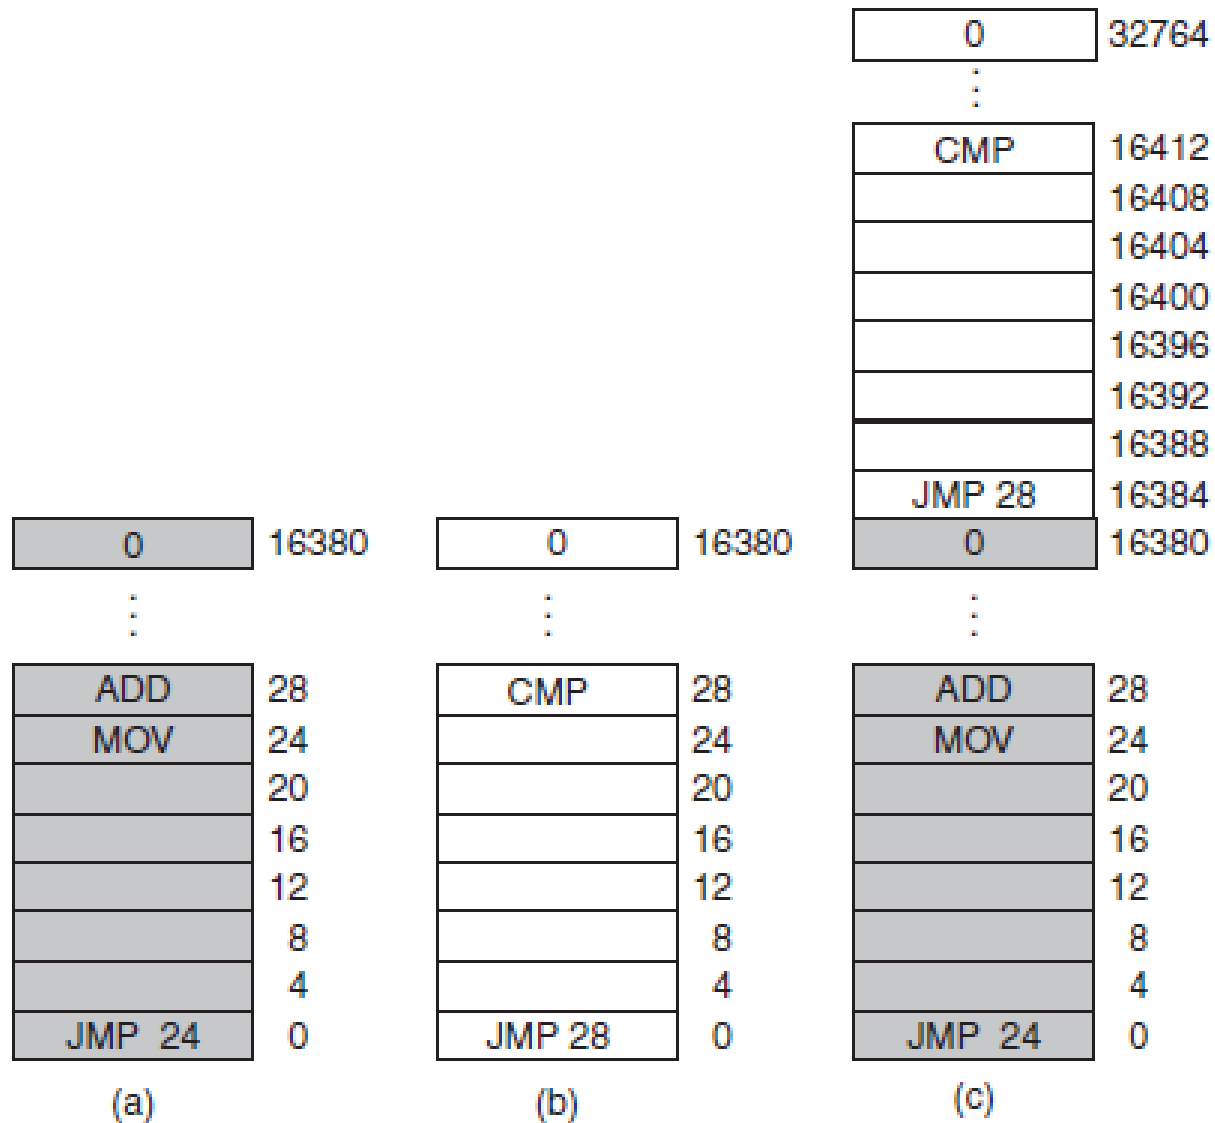 0 32764
⋮
CMP 16412
16408
16404
16400
16396
16392
16388
JMP 28 16384
0 16380 0 16380 0 16380
⋮ ⋮ ⋮
ADD 28 CMP 28 ADD 28
MOV 24 24 MOV 24
20 20 20
16 16 16
12 12 12
8 8 8
4 4 4
JMP 24 0 JMP 28 0 JMP 24 0
(a) (b) (c)